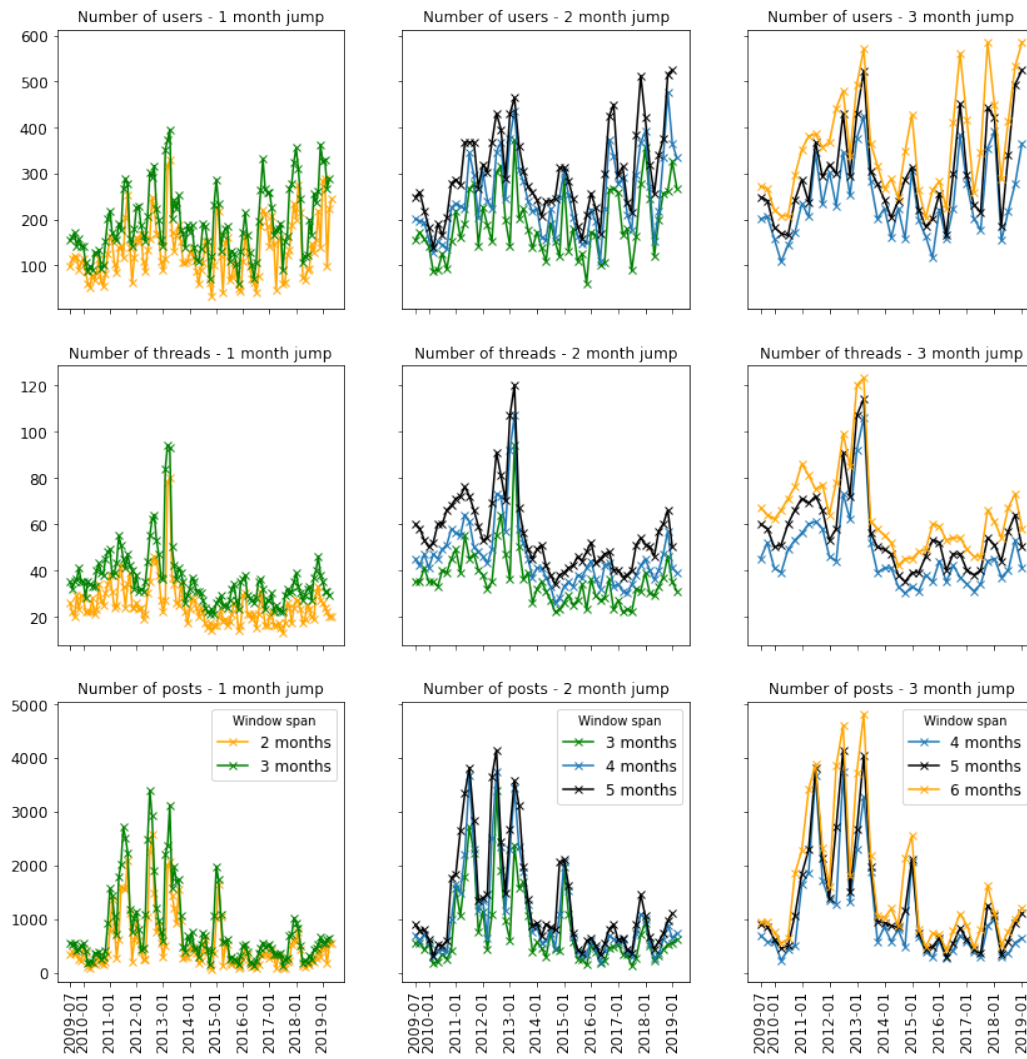 Number of users - 1 month jump
Number of users - 2 month jump
Number of users - 3 month jump
600
500
400
300
200
100
Number of threads - 1 month jump
Number of threads - 2 month jump
Number of threads - 3 month jump
120
100
80
60
40
20
Number of posts - 1 month jump
Number of posts - 2 month jump
Number of posts - 3 month jump
5000
4000
3000
2000
1000
0
Window span
2 months
3 months
Window span
3 months
4 months
5 months
Window span
4 months
5 months
6 months
2009-07
2010-01
2011-01
2012-01
2013-01
2014-01
2015-01
2016-01
2017-01
2018-01
2019-01
2009-07
2010-01
2011-01
2012-01
2013-01
2014-01
2015-01
2016-01
2017-01
2018-01
2019-01
2009-07
2010-01
2011-01
2012-01
2013-01
2014-01
2015-01
2016-01
2017-01
2018-01
2019-01